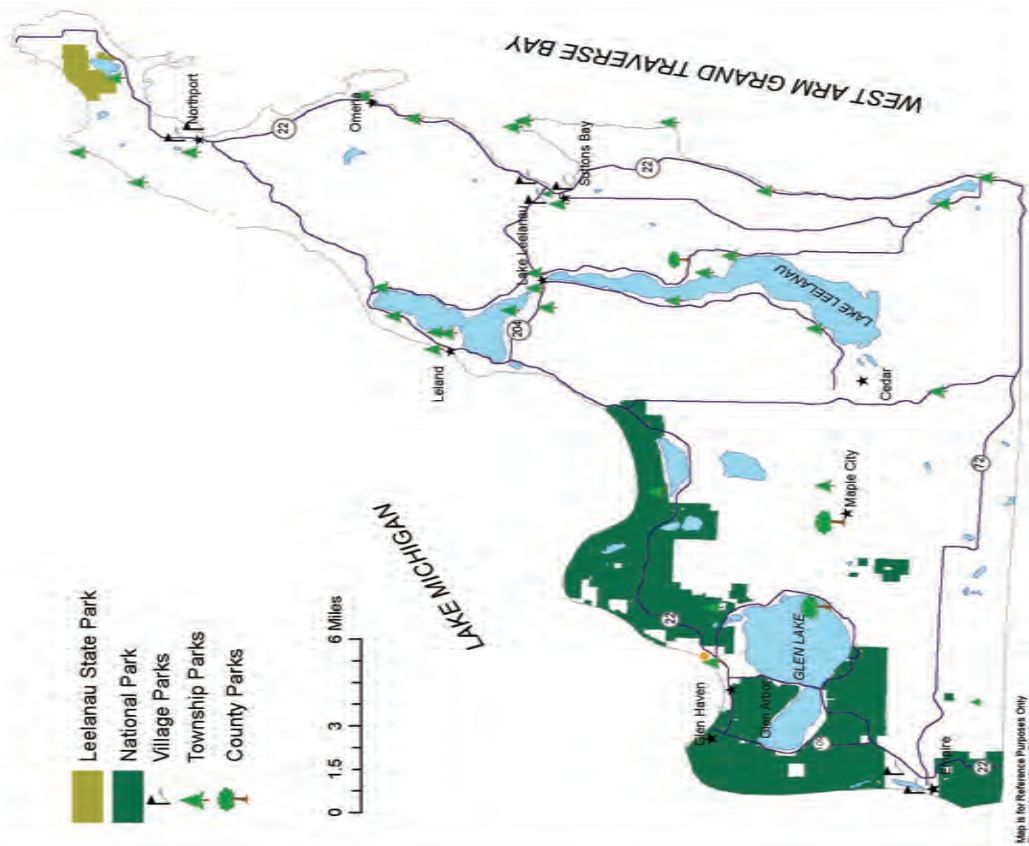 Leelanau State Park
National Park
Village Parks
Township Parks
County Parks
0 1.5 3 6 Miles
LAKE MICHIGAN
WEST ARM GRAND TRAVERSE BAY
Northport
22
Omena
Suttons Bay
22
Lake Leelanau
204
Leland
LAKE LEELANAU
Cedar
72
Maple City
22
GLEN LAKE
Glen Haven
Glen Arbor
Empire
22
Map is for Reference Purposes Only